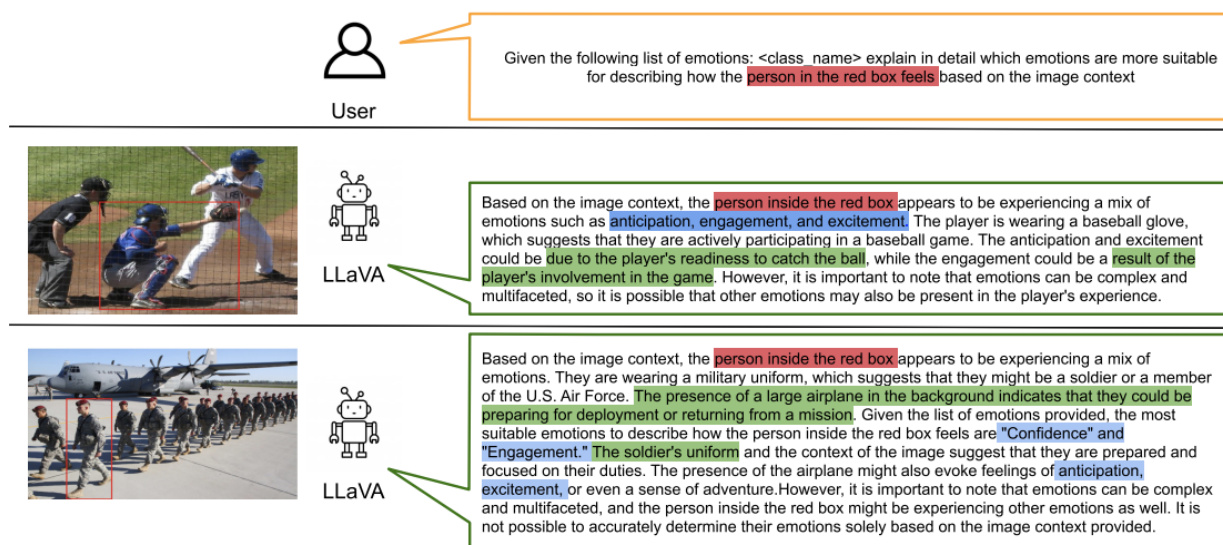 Given the following list of emotions: <class_name> explain in detail which emotions are more suitable
for describing how the person in the red box feels based on the image context
User
Based on the image context, the person inside the red box appears to be experiencing a mix of
emotions such as anticipation, engagement, and excitement. The player is wearing a baseball glove,
which suggests that they are actively participating in a baseball game. The anticipation and excitement
could be due to the player's readiness to catch the ball, while the engagement could be a result of the
player's involvement in the game. However, it is important to note that emotions can be complex and
multifaceted, so it is possible that other emotions may also be present in the player's experience.
LLaVA
Based on the image context, the person inside the red box appears to be experiencing a mix of
emotions. They are wearing a military uniform, which suggests that they might be a soldier or a member
of the U.S. Air Force. The presence of a large airplane in the background indicates that they could be
preparing for deployment or returning from a mission. Given the list of emotions provided, the most
suitable emotions to describe how the person inside the red box feels are "Confidence" and
"Engagement." The soldier's uniform and the context of the image suggest that they are prepared and
focused on their duties. The presence of the airplane might also evoke feelings of anticipation,
excitement, or even a sense of adventure.However, it is important to note that emotions can be complex
and multifaceted, and the person inside the red box might be experiencing other emotions as well. It is
not possible to accurately determine their emotions solely based on the image context provided.
LLaVA